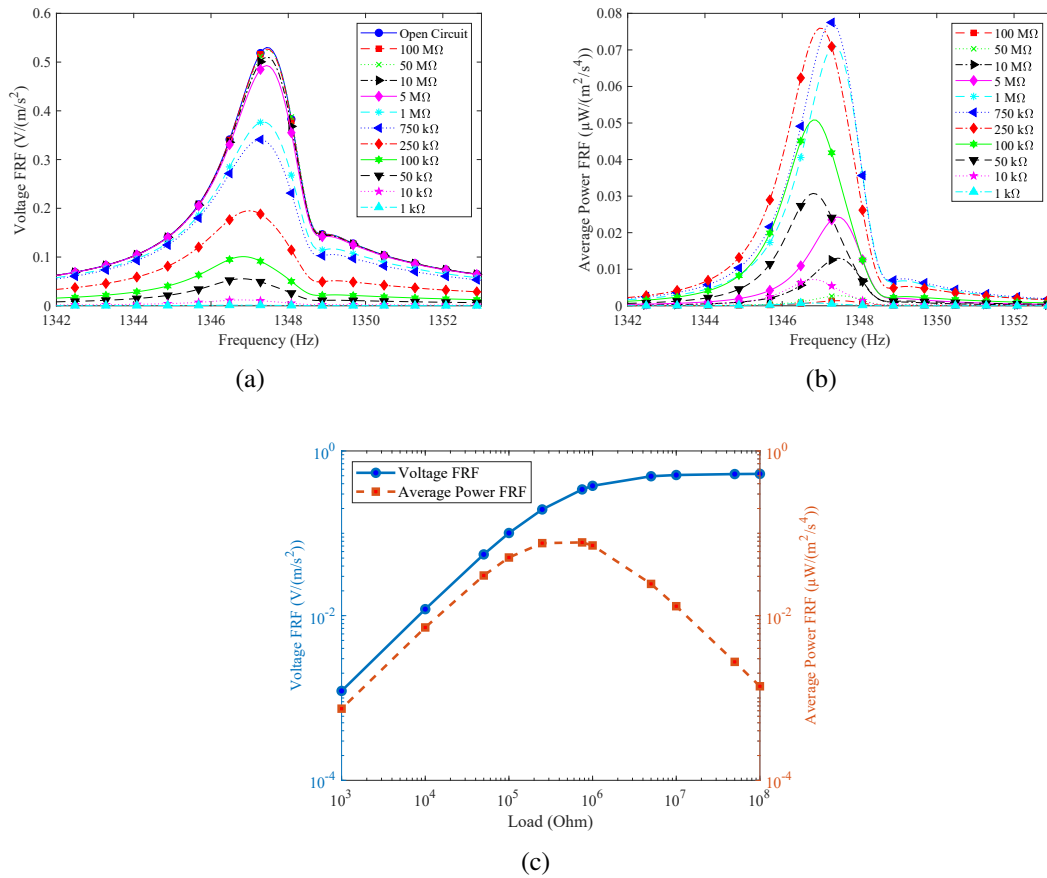 0.6
0.5
0.4
0.3
0.2
0.1
0
Voltage FRF (V/(m/s²))
1342 1344 1346 1348 1350 1352
Frequency (Hz)
Open Circuit
100 MΩ
50 MΩ
10 MΩ
5 MΩ
1 MΩ
750 kΩ
250 kΩ
100 kΩ
50 kΩ
10 kΩ
1 kΩ
(a)
0.08
0.07
0.06
0.05
0.04
0.03
0.02
0.01
0
Average Power FRF (μW/(m²/s⁴))
1342 1344 1346 1348 1350 1352
Frequency (Hz)
100 MΩ
50 MΩ
10 MΩ
5 MΩ
1 MΩ
750 kΩ
250 kΩ
100 kΩ
50 kΩ
10 kΩ
1 kΩ
(b)
10⁰
10⁻²
10⁻⁴
Voltage FRF (V/(m/s²))
Voltage FRF
Average Power FRF
10⁰
10⁻²
10⁻⁴
Average Power FRF (μW/(m²/s⁴))
10³ 10⁴ 10⁵ 10⁶ 10⁷ 10⁸
Load (Ohm)
(c)